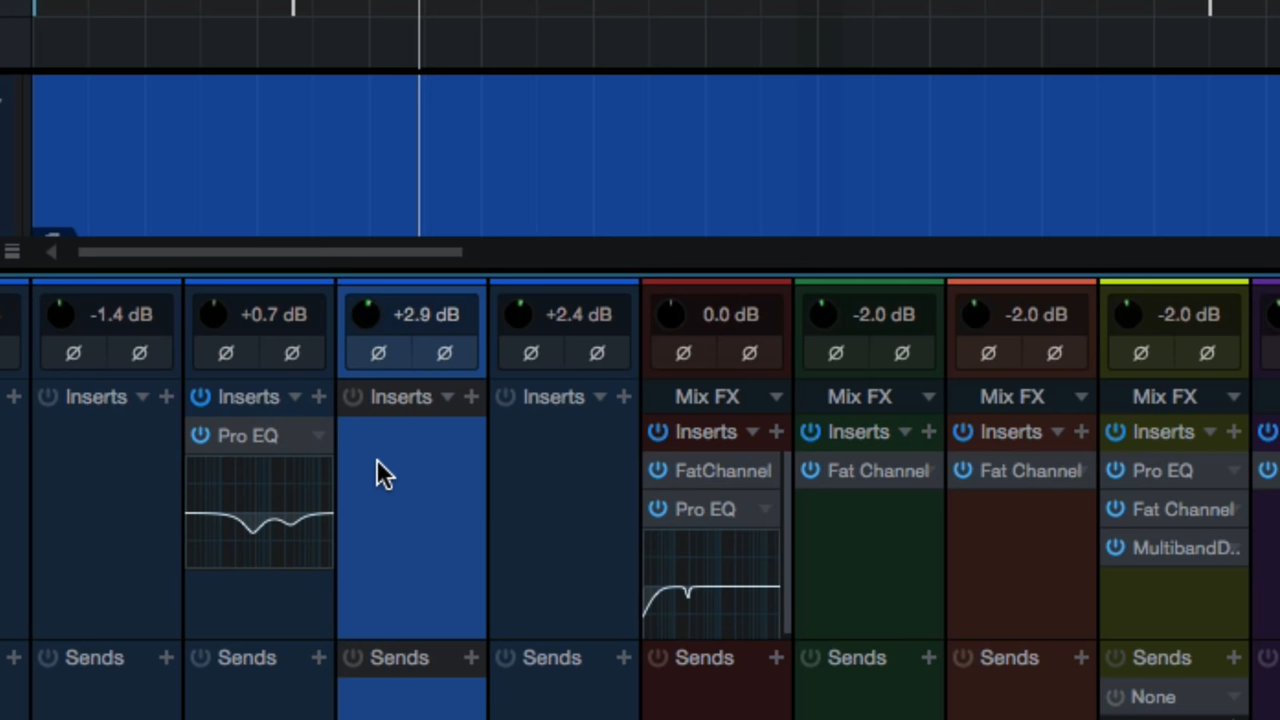 -1.4 dB +0.7 dB +2.9 dB +2.4 dB 0.0 dB -2.0 dB -2.0 dB -2.0 dB
Ø Ø Ø Ø Ø Ø Ø Ø Ø Ø Ø Ø Ø Ø Ø Ø
Inserts Inserts Inserts Inserts Mix FX Mix FX Mix FX Mix FX
Pro EQ Inserts Inserts Inserts Inserts
FatChannel Fat Channel Fat Channel Pro EQ
Pro EQ Fat Channel
MultibandD..
Sends Sends Sends Sends Sends Sends Sends Sends
None